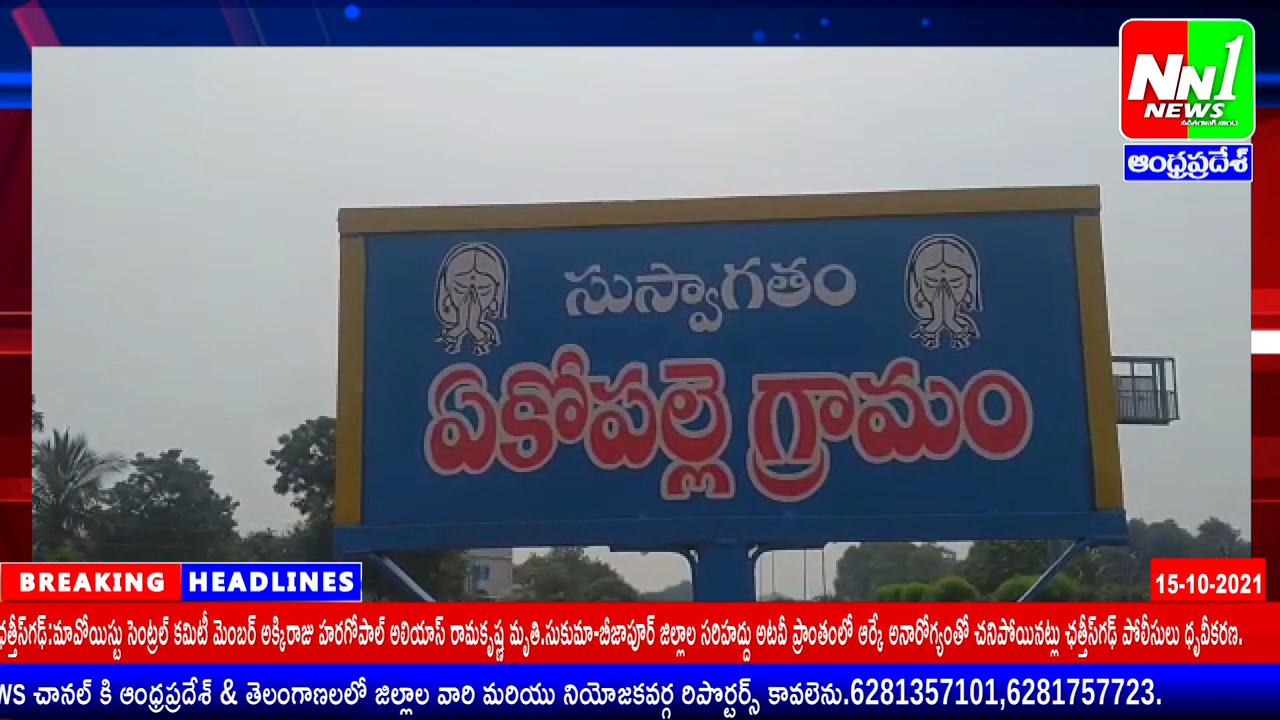 NN1
NEWS
ఆంధ్రప్రదేశ్
సుస్వాగతం
ఏకోపల్లె గ్రామం
BREAKING HEADLINES
15-10-2021
ఛత్తీస్‌గఢ్:మావోయిస్టు సెంట్రల్ కమిటీ మెంబర్ అక్కిరాజు హరగోపాల్ అలియాస్ రామకృష్ణ మృతి.సుకుమా-బీజాపూర్ జిల్లాల సరిహద్దు అటవీ ప్రాంతంలో ఆర్కే అనారోగ్యంతో చనిపోయినట్లు ఛత్తీస్‌గఢ్ పోలీసులు ధృవీకరణ.
WS చానల్ కి ఆంధ్రప్రదేశ్ & తెలంగాణలలో జిల్లాల వారి మరియు నియోజకవర్గ రిపొర్టర్స్ కావలెను.6281357101,6281757723.